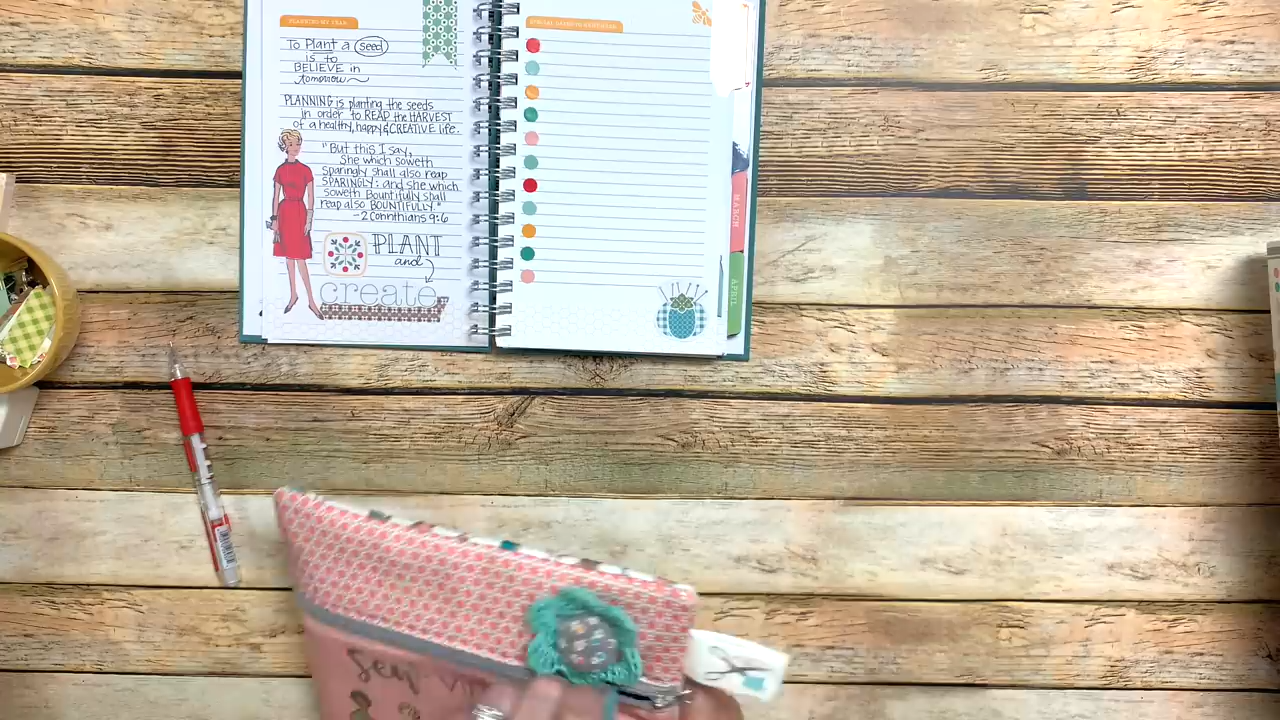 PLANNING MY YEAR
To Plant a seed
is to
BELIEVE in
tomorrow
PLANNING is planting the seeds
in order to READ the HARVEST
of a healthy, happy & CREATIVE life.
"But this I say,
She which soweth
sparingly shall also reap
SPARINGLY: and she which
soweth Bountifully shall
reap also BOUNTIFULLY."
-2 Corinthians 9:6
PLANT
and
create
MARCH
APRIL
Sew